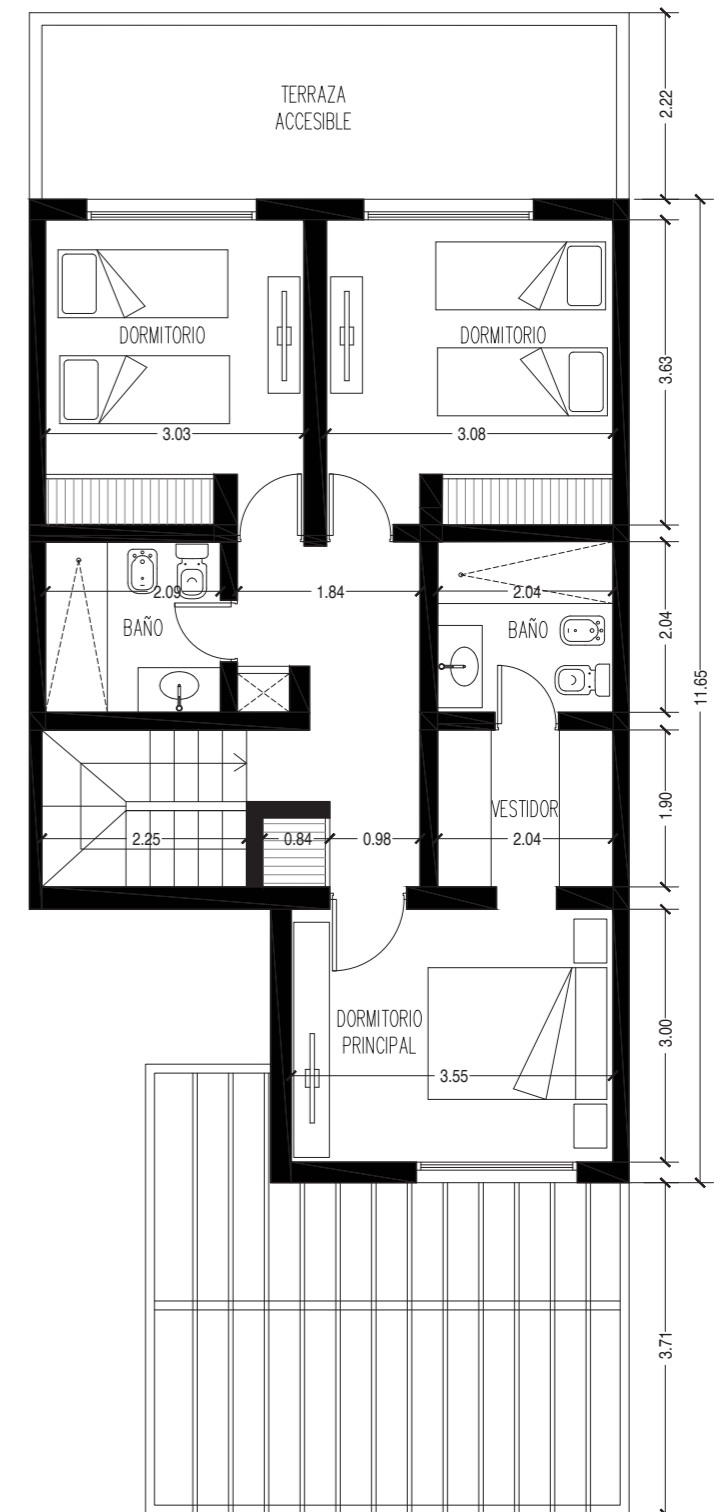 TERRAZA
ACCESIBLE
2.22
DORMITORIO
DORMITORIO
3.63
3.03
3.08
2.09
1.84
2.04
BAÑO
BAÑO
2.04
11.65
VESTIDOR
2.25
0.84
0.98
2.04
1.90
DORMITORIO
PRINCIPAL
3.00
3.55
3.71